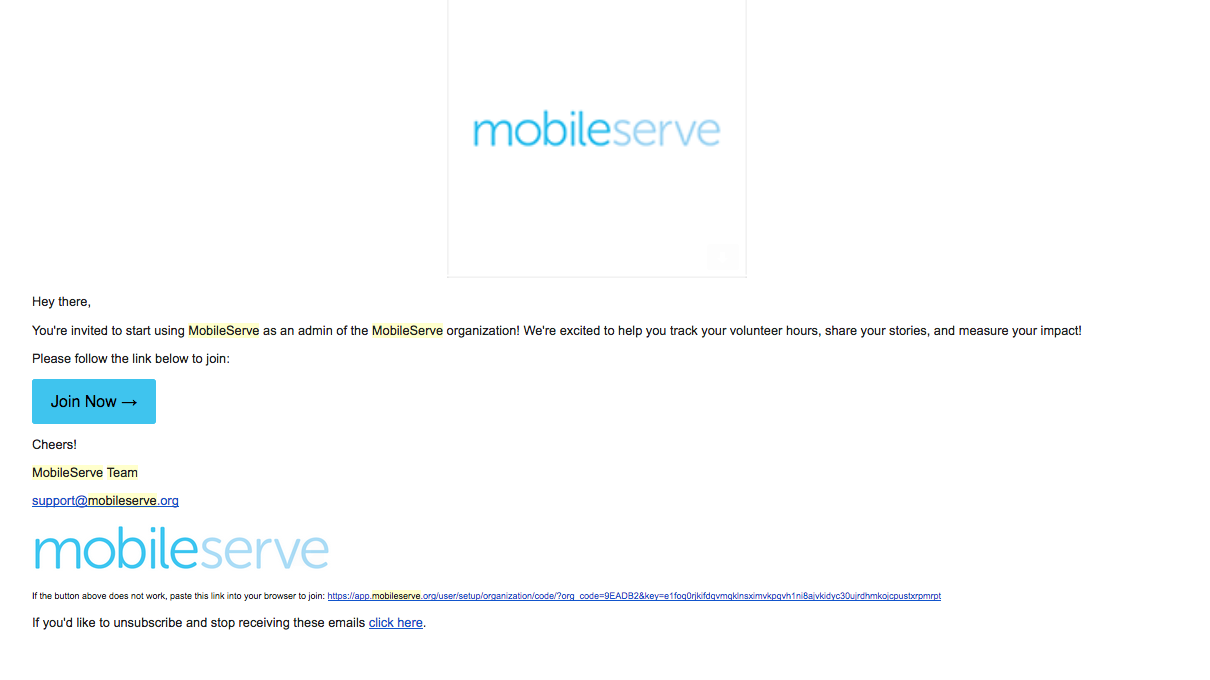 mobileserve
Hey there,
You're invited to start using MobileServe as an admin of the MobileServe organization! We're excited to help you track your volunteer hours, share your stories, and measure your impact!
Please follow the link below to join:
Join Now →
Cheers!
MobileServe Team
support@mobileserve.org
mobileserve
If the button above does not work, paste this link into your browser to join: https://app.mobileserve.org/user/setup/organization/code/?org_code=9EADB2&key=e1foq0rjkifdqvmqklnsximvkpqvh1ni8ajvkidyc30ujrdhmkojcpustxrpmrpt
If you'd like to unsubscribe and stop receiving these emails click here.